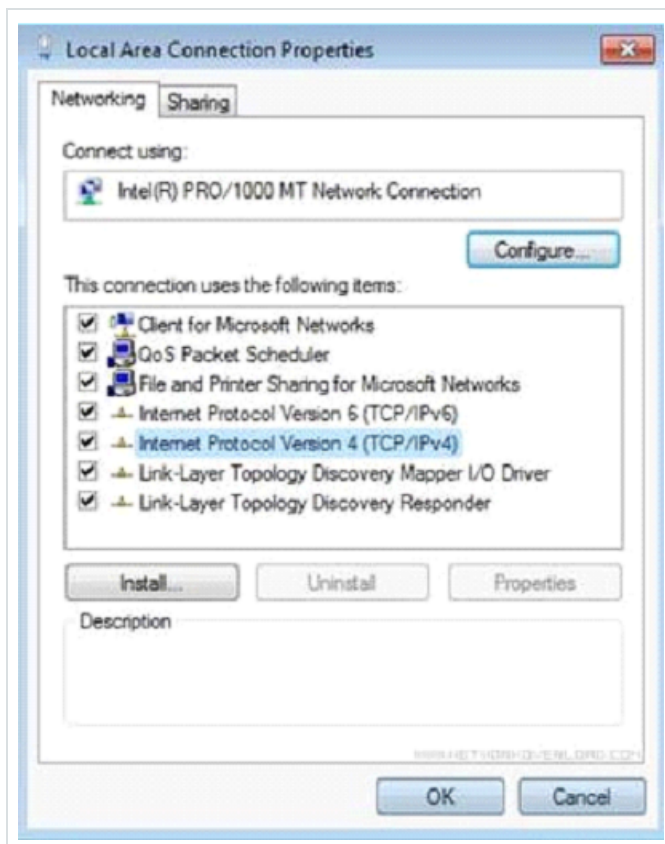 Local Area Connection Properties
Networking
Sharing
Connect using:
Intel(R) PRO/1000 MT Network Connection
Configure...
This connection uses the following items:
Client for Microsoft Networks
QoS Packet Scheduler
File and Printer Sharing for Microsoft Networks
Internet Protocol Version 6 (TCP/IPv6)
Internet Protocol Version 4 (TCP/IPv4)
Link-Layer Topology Discovery Mapper I/O Driver
Link-Layer Topology Discovery Responder
Install...
Uninstall
Properties
Description
WWW.NETWORKOVERLOAD.COM
OK
Cancel